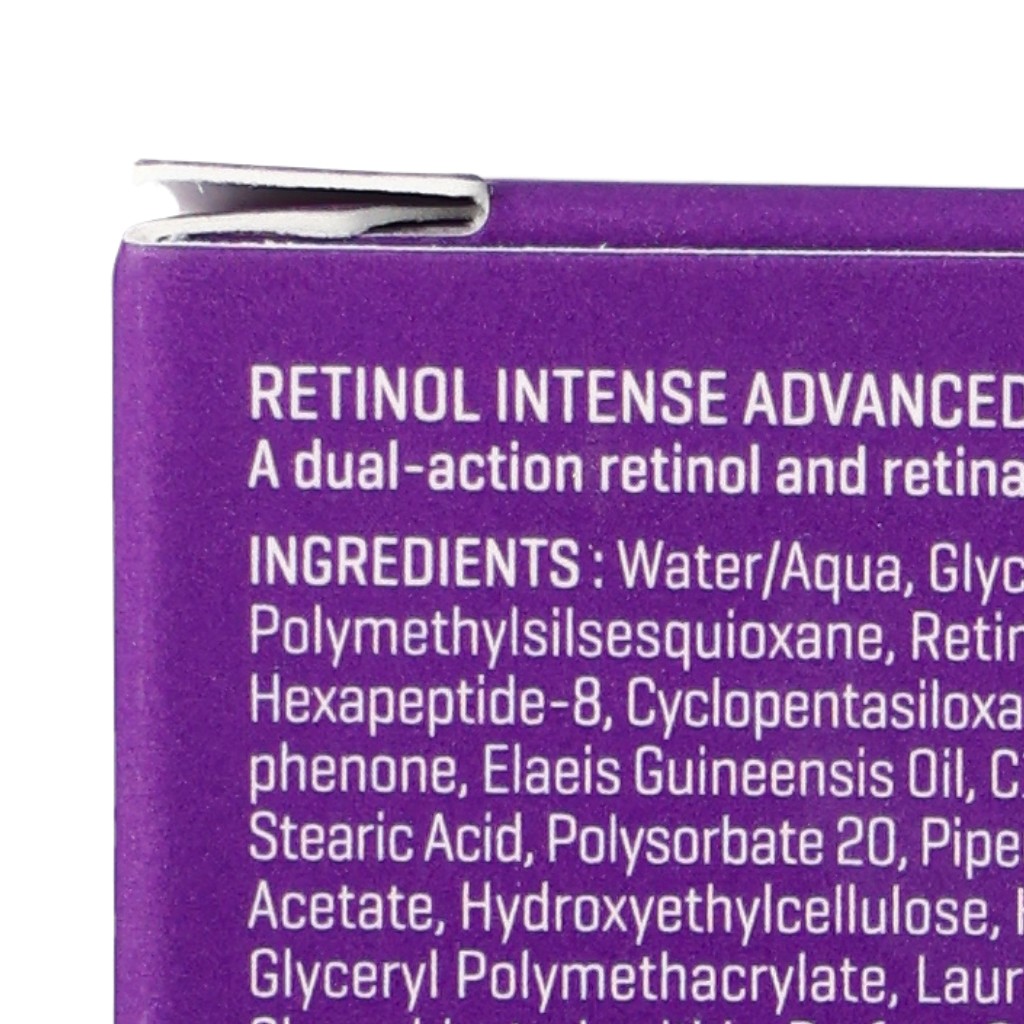 RETINOL INTENSE ADVANCED
A dual-action retinol and retina
INGREDIENTS: Water/Aqua, Glyc
Polymethylsilsesquioxane, Retin
Hexapeptide-8, Cyclopentasiloxa
phenone, Elaeis Guineensis Oil, C
Stearic Acid, Polysorbate 20, Pipe
Acetate, Hydroxyethylcellulose,
Glyceryl Polymethacrylate, Laur